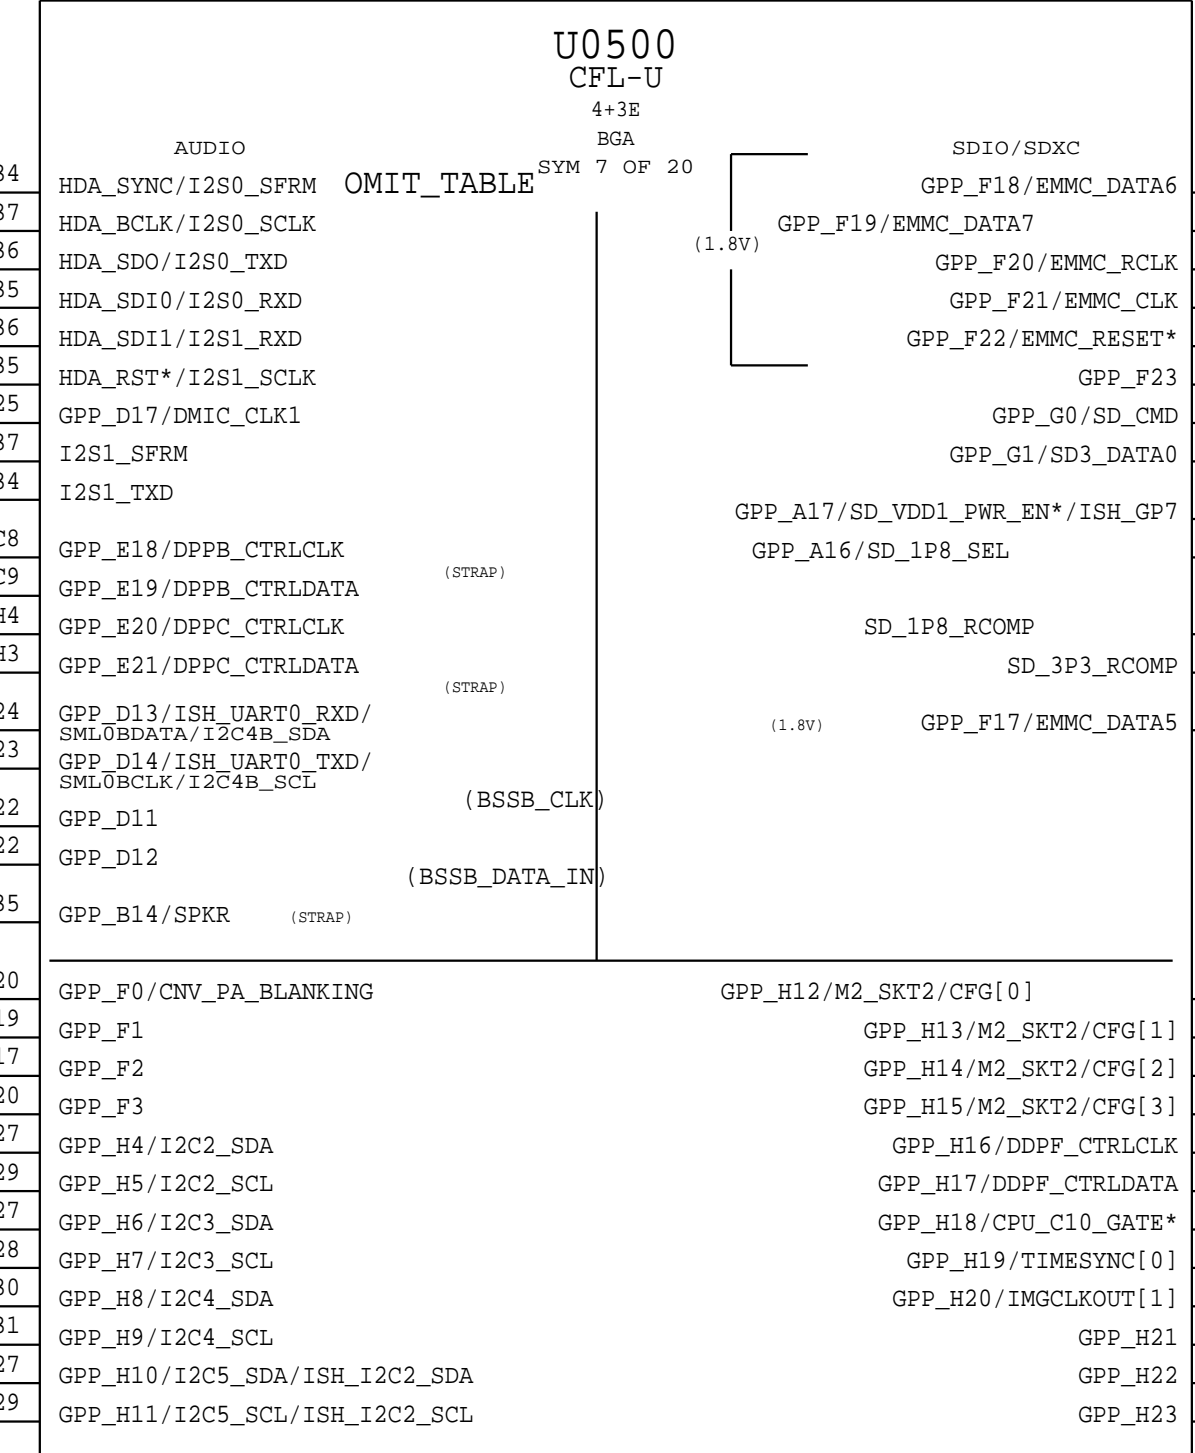 U0500
CFL-U
4+3E
BGA
SYM 7 OF 20
OMIT_TABLE
AUDIO
HDA_SYNC/I2S0_SFRM
HDA_BCLK/I2S0_SCLK
HDA_SDO/I2S0_TXD
HDA_SDI0/I2S0_RXD
HDA_SDI1/I2S1_RXD
HDA_RST*/I2S1_SCLK
GPP_D17/DMIC_CLK1
I2S1_SFRM
I2S1_TXD
GPP_E18/DPPB_CTRLCLK
(STRAP)
GPP_E19/DPPB_CTRLDATA
GPP_E20/DPPC_CTRLCLK
GPP_E21/DPPC_CTRLDATA
(STRAP)
GPP_D13/ISH_UART0_RXD/
SML0BDATA/I2C4B_SDA
GPP_D14/ISH_UART0_TXD/
SML0BCLK/I2C4B_SCL
(BSSB_CLK)
GPP_D11
GPP_D12
(BSSB_DATA_IN)
GPP_B14/SPKR (STRAP)
SDIO/SDXC
GPP_F18/EMMC_DATA6
GPP_F19/EMMC_DATA7
(1.8V)
GPP_F20/EMMC_RCLK
GPP_F21/EMMC_CLK
GPP_F22/EMMC_RESET*
GPP_F23
GPP_G0/SD_CMD
GPP_G1/SD3_DATA0
GPP_A17/SD_VDD1_PWR_EN*/ISH_GP7
GPP_A16/SD_1P8_SEL
SD_1P8_RCOMP
SD_3P3_RCOMP
(1.8V) GPP_F17/EMMC_DATA5
GPP_F0/CNV_PA_BLANKING
GPP_F1
GPP_F2
GPP_F3
GPP_H4/I2C2_SDA
GPP_H5/I2C2_SCL
GPP_H6/I2C3_SDA
GPP_H7/I2C3_SCL
GPP_H8/I2C4_SDA
GPP_H9/I2C4_SCL
GPP_H10/I2C5_SDA/ISH_I2C2_SDA
GPP_H11/I2C5_SCL/ISH_I2C2_SCL
GPP_H12/M2_SKT2/CFG[0]
GPP_H13/M2_SKT2/CFG[1]
GPP_H14/M2_SKT2/CFG[2]
GPP_H15/M2_SKT2/CFG[3]
GPP_H16/DDPF_CTRLCLK
GPP_H17/DDPF_CTRLDATA
GPP_H18/CPU_C10_GATE*
GPP_H19/TIMESYNC[0]
GPP_H20/IMGCLKOUT[1]
GPP_H21
GPP_H22
GPP_H23